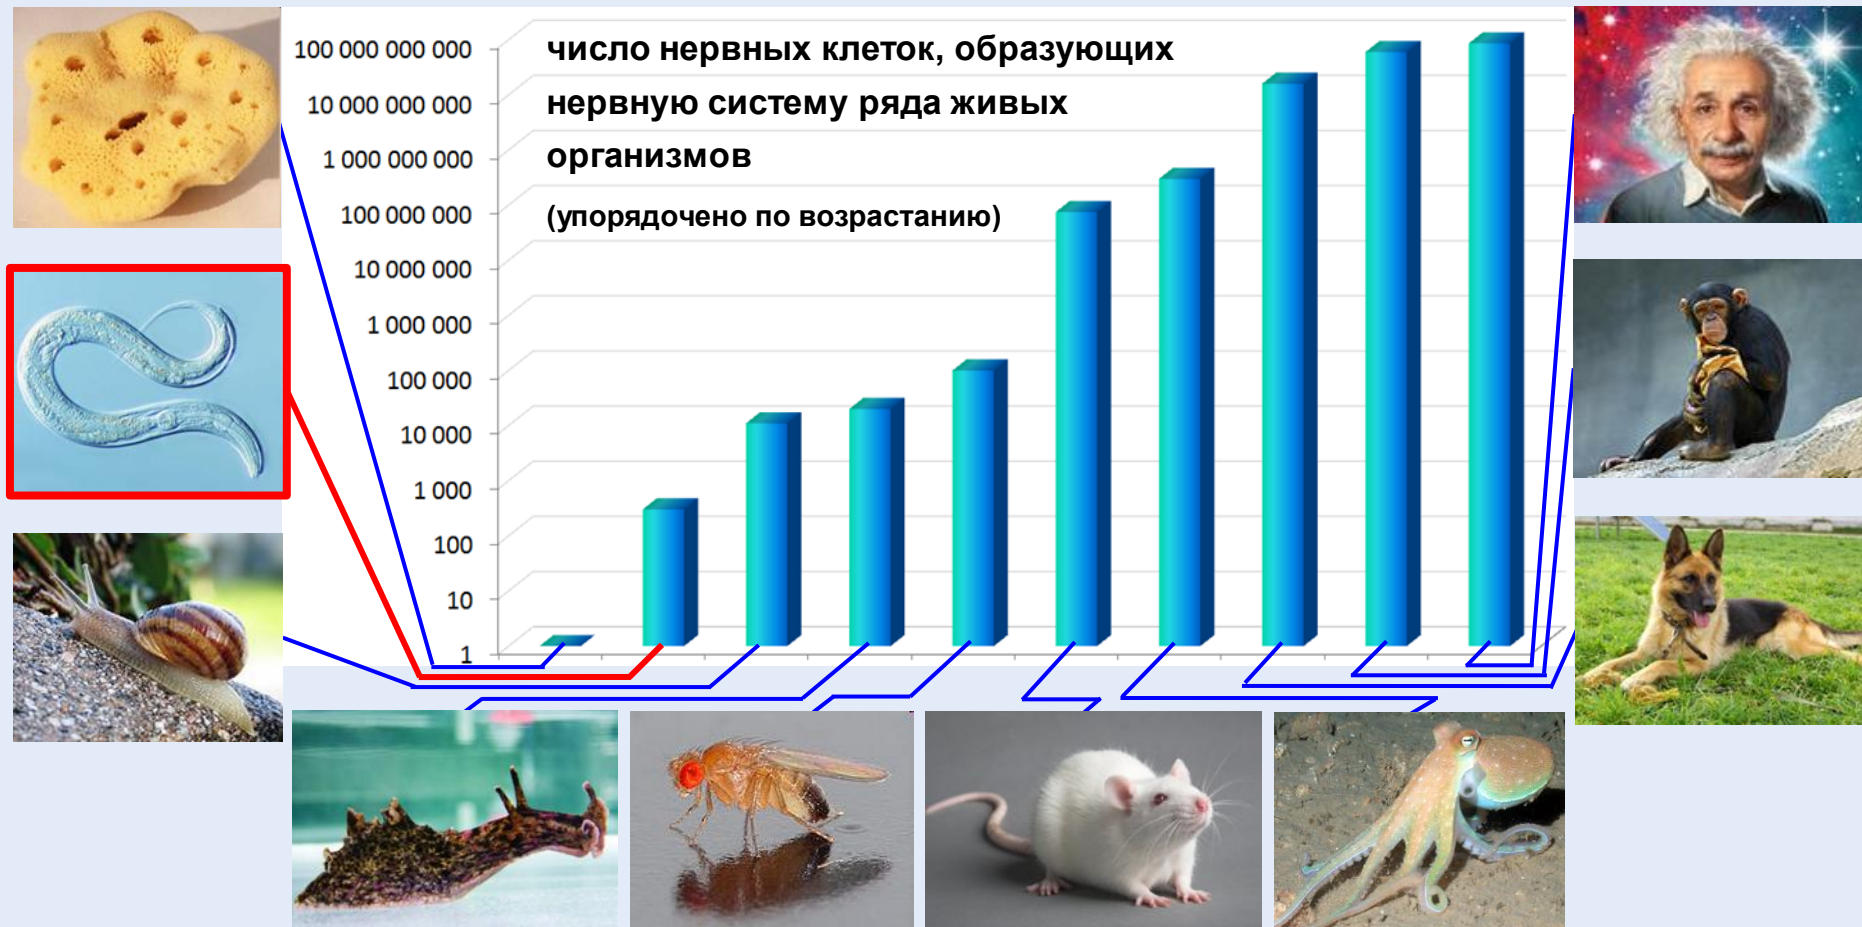 число нервных клеток, образующих
нервную систему ряда живых
организмов
(упорядочено по возрастанию)
100 000 000 000
10 000 000 000
1 000 000 000
100 000 000
10 000 000
1 000 000
100 000
10 000
1 000
100
10
1